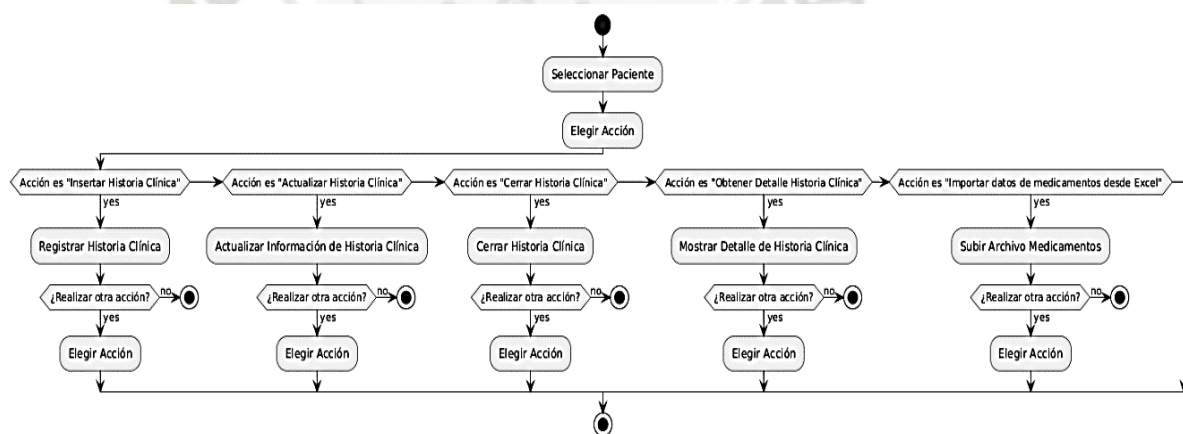 Seleccionar Paciente
Elegir Acción
Acción es "Insertar Historia Clínica"
Acción es "Actualizar Historia Clínica"
Acción es "Cerrar Historia Clínica"
Acción es "Obtener Detalle Historia Clínica"
Acción es "Importar datos de medicamentos desde Excel"
yes
yes
yes
yes
yes
Registrar Historia Clínica
Actualizar Información de Historia Clínica
Cerrar Historia Clínica
Mostrar Detalle de Historia Clínica
Subir Archivo Medicamentos
¿Realizar otra acción?
no
¿Realizar otra acción?
no
¿Realizar otra acción?
no
¿Realizar otra acción?
no
¿Realizar otra acción?
no
yes
yes
yes
yes
yes
Elegir Acción
Elegir Acción
Elegir Acción
Elegir Acción
Elegir Acción